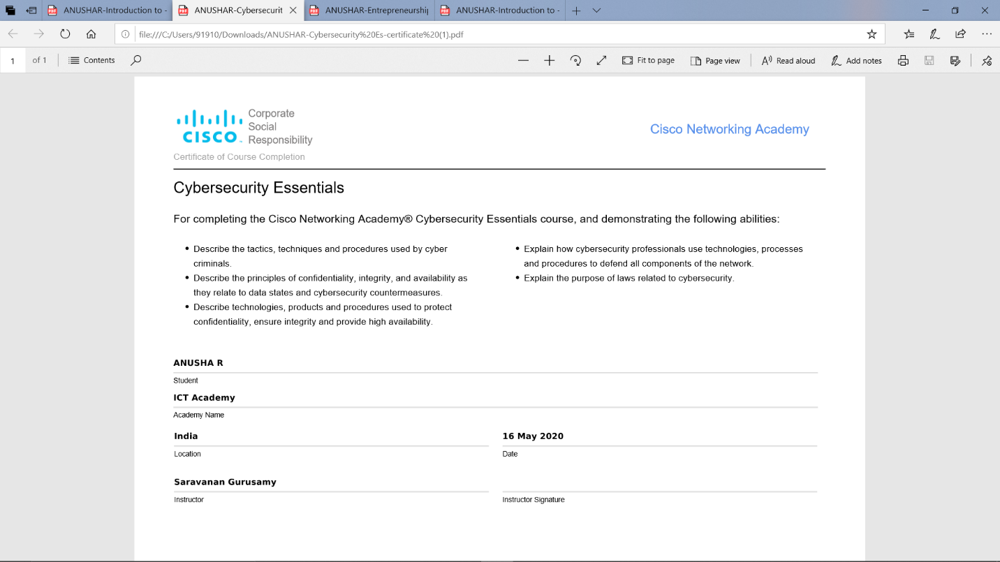 ANUSHAR-Introduction to -
ANUSHAR-Cybersecurit
ANUSHAR-Entrepreneurship
ANUSHAR-Introduction to -
file:///C:/Users/91910/Downloads/ANUSHAR-Cybersecurity%20Es-certificate%20(1).pdf
1 of 1 Contents Fit to page Page view Read aloud Add notes
CISCO
Corporate
Social
Responsibility
Cisco Networking Academy
Certificate of Course Completion
Cybersecurity Essentials
For completing the Cisco Networking Academy® Cybersecurity Essentials course, and demonstrating the following abilities:
• Describe the tactics, techniques and procedures used by cyber
criminals.
• Describe the principles of confidentiality, integrity, and availability as
they relate to data states and cybersecurity countermeasures.
• Describe technologies, products and procedures used to protect
confidentiality, ensure integrity and provide high availability.
• Explain how cybersecurity professionals use technologies, processes
and procedures to defend all components of the network.
• Explain the purpose of laws related to cybersecurity.
ANUSHA R
Student
ICT Academy
Academy Name
India
Location
16 May 2020
Date
Saravanan Gurusamy
Instructor
Instructor Signature